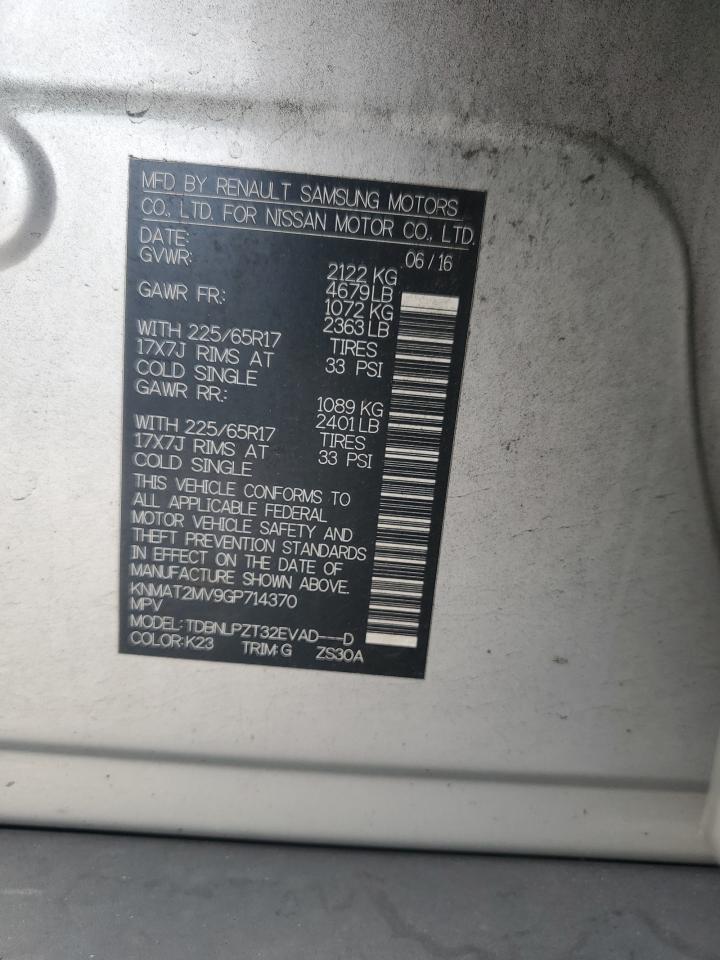 MFD BY RENAULT SAMSUNG MOTORS
CO., LTD. FOR NISSAN MOTOR CO., LTD.
DATE: 06/16
GVWR: 2122 KG
4679 LB
GAWR FR: 1072 KG
2363 LB
WITH 225/65R17 TIRES
17X7J RIMS AT 33 PSI
COLD SINGLE
GAWR RR: 1089 KG
2401 LB
WITH 225/65R17 TIRES
17X7J RIMS AT 33 PSI
COLD SINGLE
THIS VEHICLE CONFORMS TO
ALL APPLICABLE FEDERAL
MOTOR VEHICLE SAFETY AND
THEFT PREVENTION STANDARDS
IN EFFECT ON THE DATE OF
MANUFACTURE SHOWN ABOVE.
KNMAT2MV9GP714370
MPV
MODEL:TDBNLPZT32EVAD---D
COLOR:K23 TRIM:G ZS30A